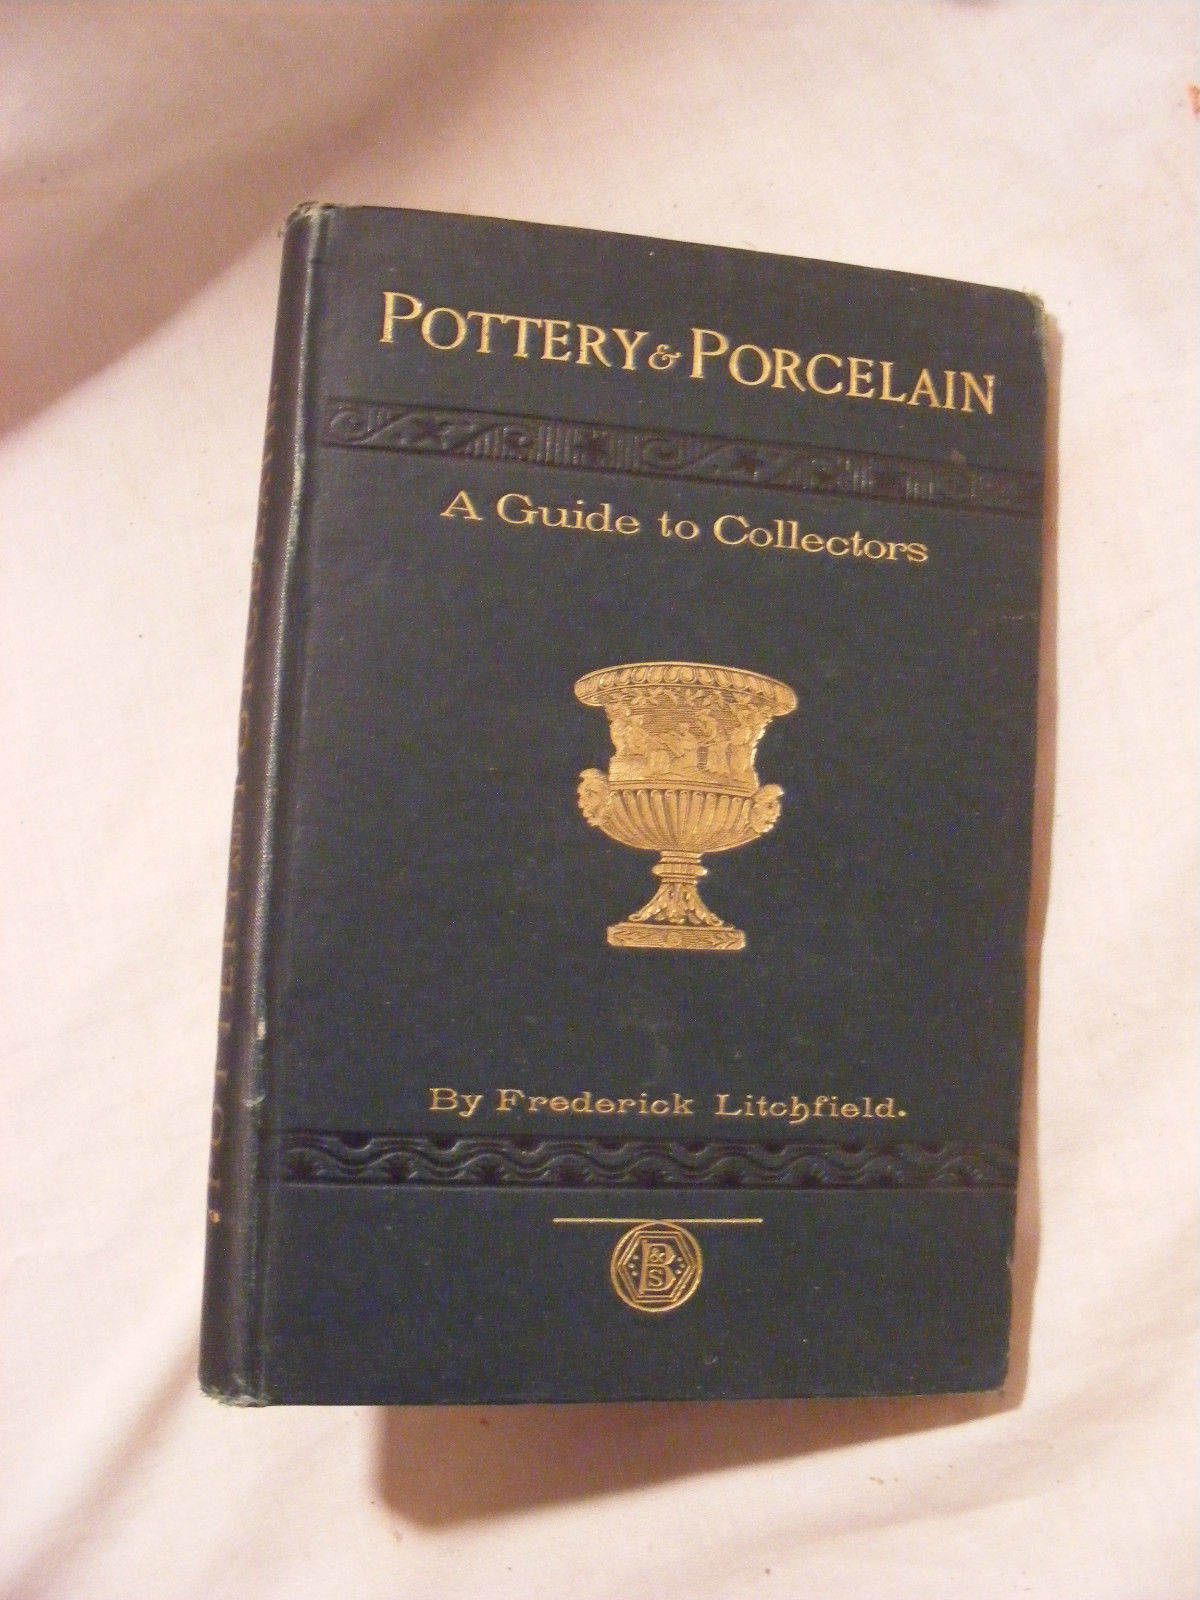 POTTERY & PORCELAIN
A Guide to Collectors
By Frederick Litchfield.
B & S